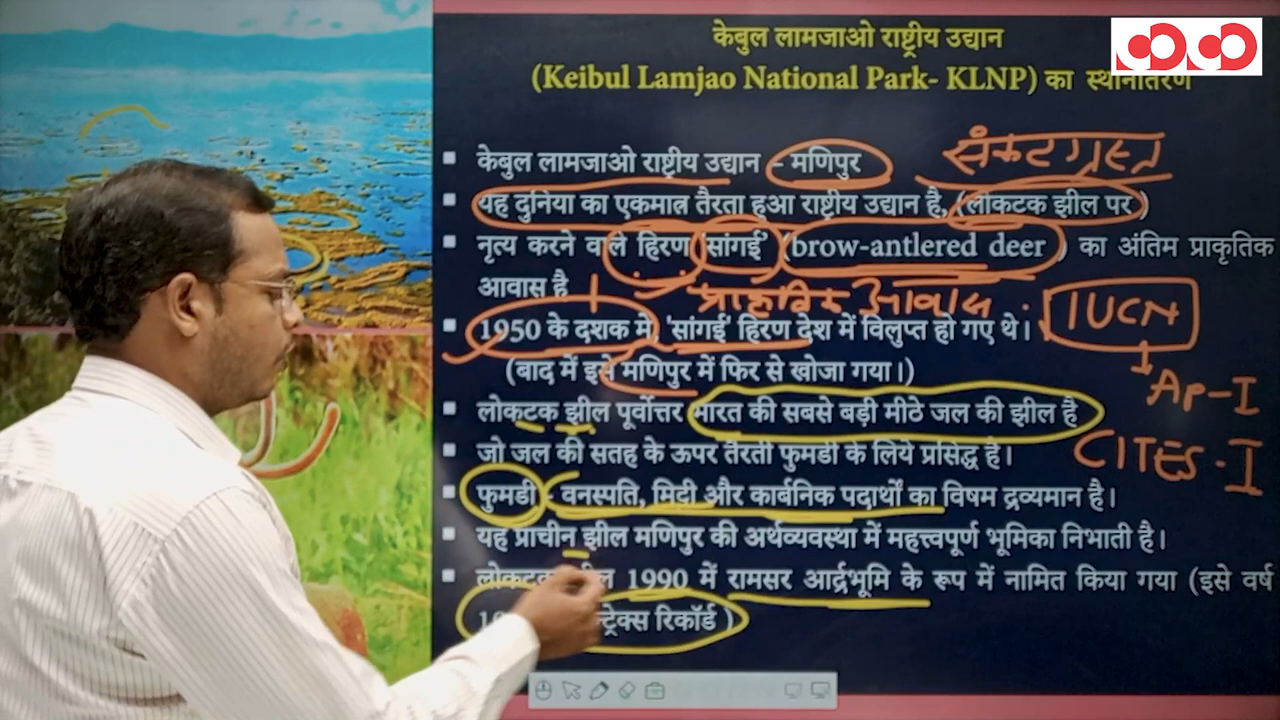 केबुल लामजाओ राष्ट्रीय उद्यान
(Keibul Lamjao National Park- KLNP) का स्थानांतरण
केबुल लामजाओ राष्ट्रीय उद्यान - मणिपुर
संकटग्रस्त
यह दुनिया का एकमात्र तैरता हुआ राष्ट्रीय उद्यान है, (लोकटक झील पर)
नृत्य करने वाले हिरण 'सांगई' (brow-antlered deer ) का अंतिम प्राकृतिक
आवास है
प्राकृतिक आवास
IUCN
1950 के दशक मे 'सांगई' हिरण देश में विलुप्त हो गए थे।
(बाद में इसे मणिपुर में फिर से खोजा गया।)
AP-I
लोकटक झील पूर्वोत्तर भारत की सबसे बड़ी मीठे जल की झील है
CITES-I
जो जल की सतह के ऊपर तैरती फुमडी के लिये प्रसिद्ध है।
फुमडी - वनस्पति, मिट्टी और कार्बनिक पदार्थों का विषम द्रव्यमान है।
यह प्राचीन झील मणिपुर की अर्थव्यवस्था में महत्त्वपूर्ण भूमिका निभाती है।
लोकटक झील 1990 में रामसर आर्द्रभूमि के रूप में नामित किया गया (इसे वर्ष
रिकॉर्ड )